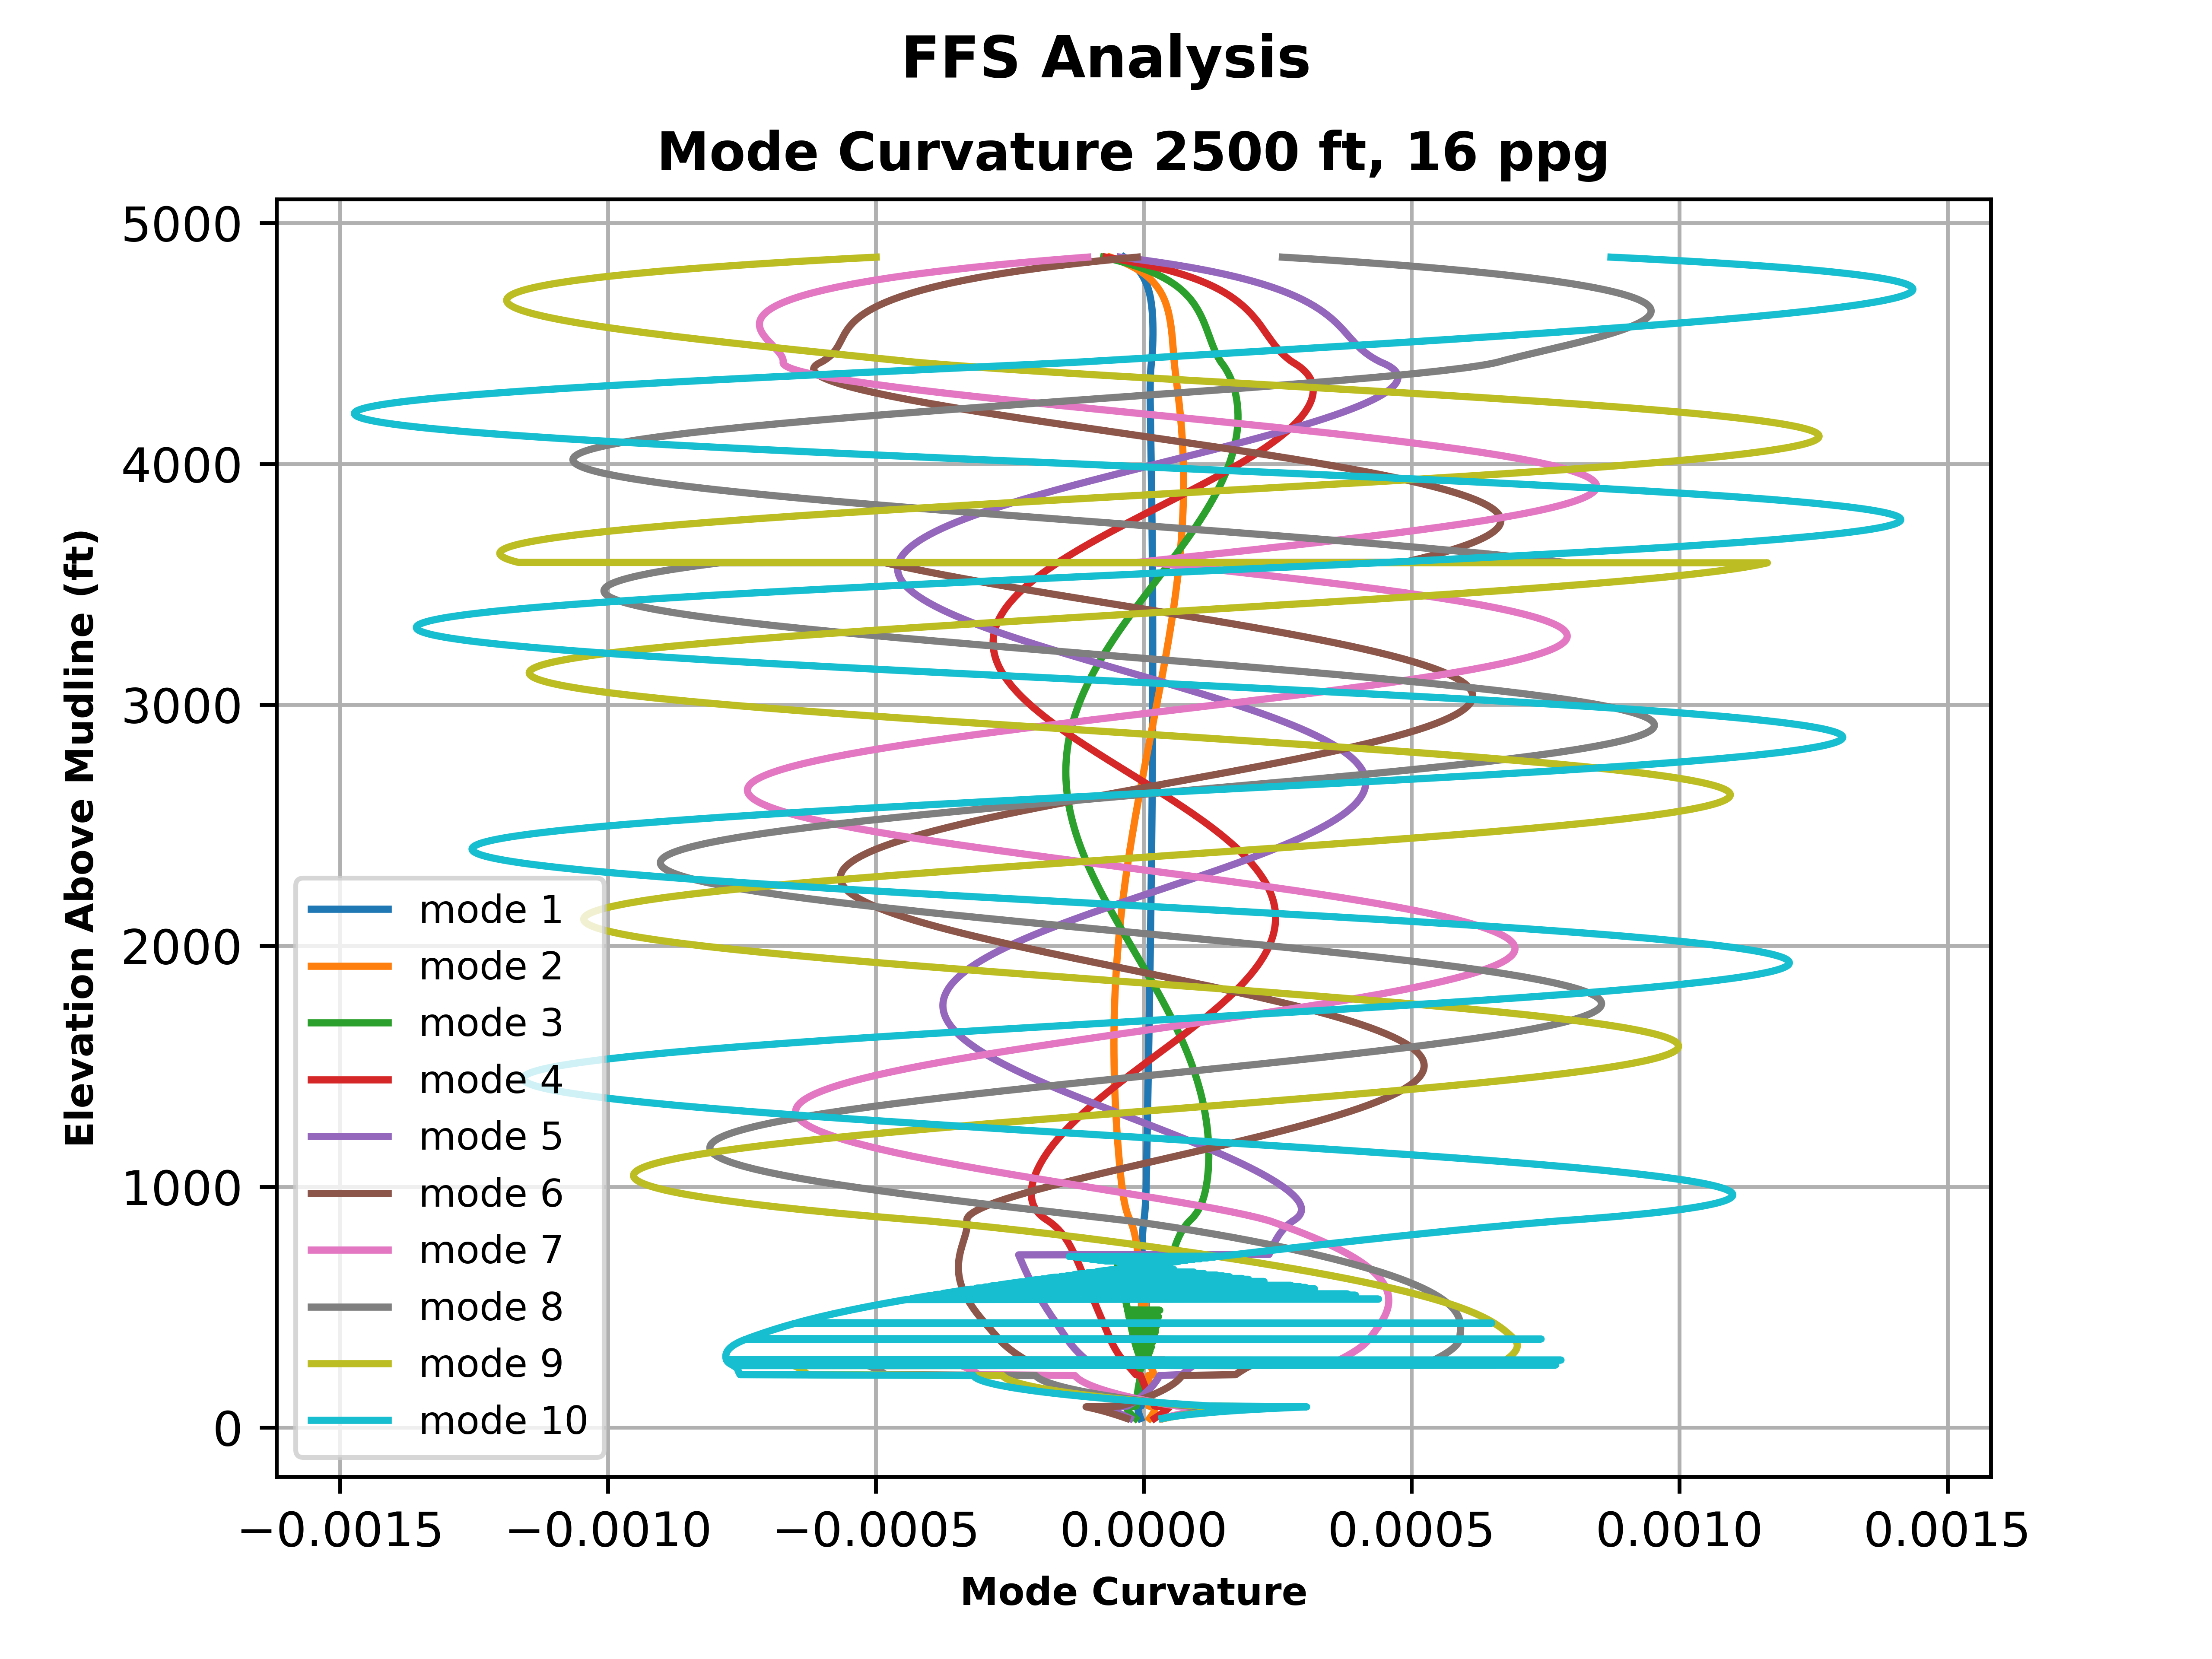 FFS Analysis
Mode Curvature 2500 ft, 16 ppg
Elevation Above Mudline (ft)
5000
4000
3000
2000
1000
0
mode 1
mode 2
mode 3
mode 4
mode 5
mode 6
mode 7
mode 8
mode 9
mode 10
−0.0015 −0.0010 −0.0005 0.0000 0.0005 0.0010 0.0015
Mode Curvature